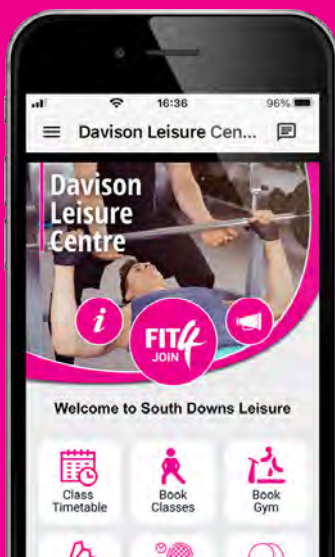 16:36
96%
Davison Leisure Cen...
Davison
Leisure
Centre
i
FIT4
JOIN
Welcome to South Downs Leisure
Class
Timetable
Book
Classes
Book
Gym